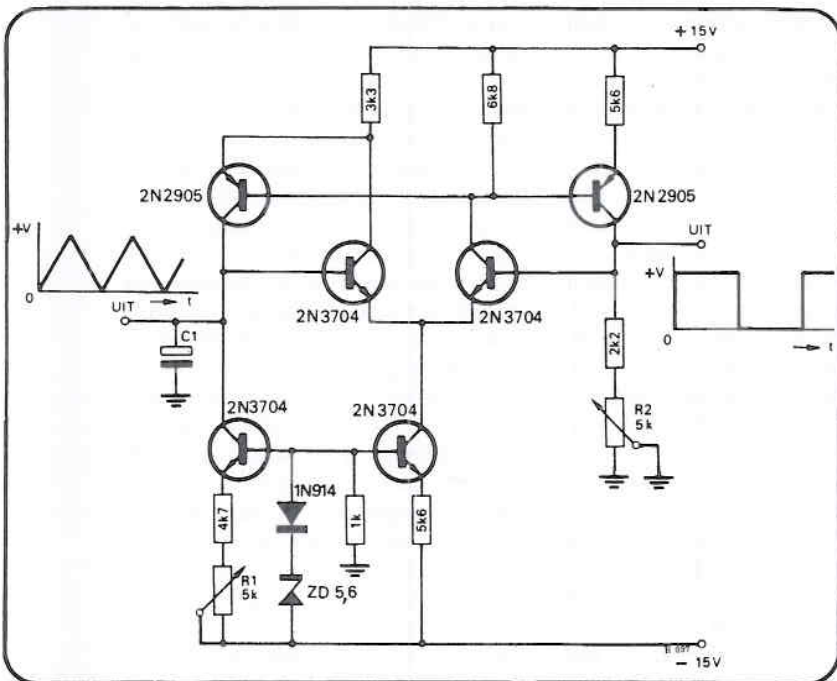 + 15V
3k3
6k8
5k6
2N2905
2N2905
+V
0
t
UIT
UIT
+V
0
t
2N3704
2N3704
C1
2k2
R2
5k
2N3704
2N3704
1N914
4k7
1k
5k6
R1
5k
ZD 5,6
- 15V